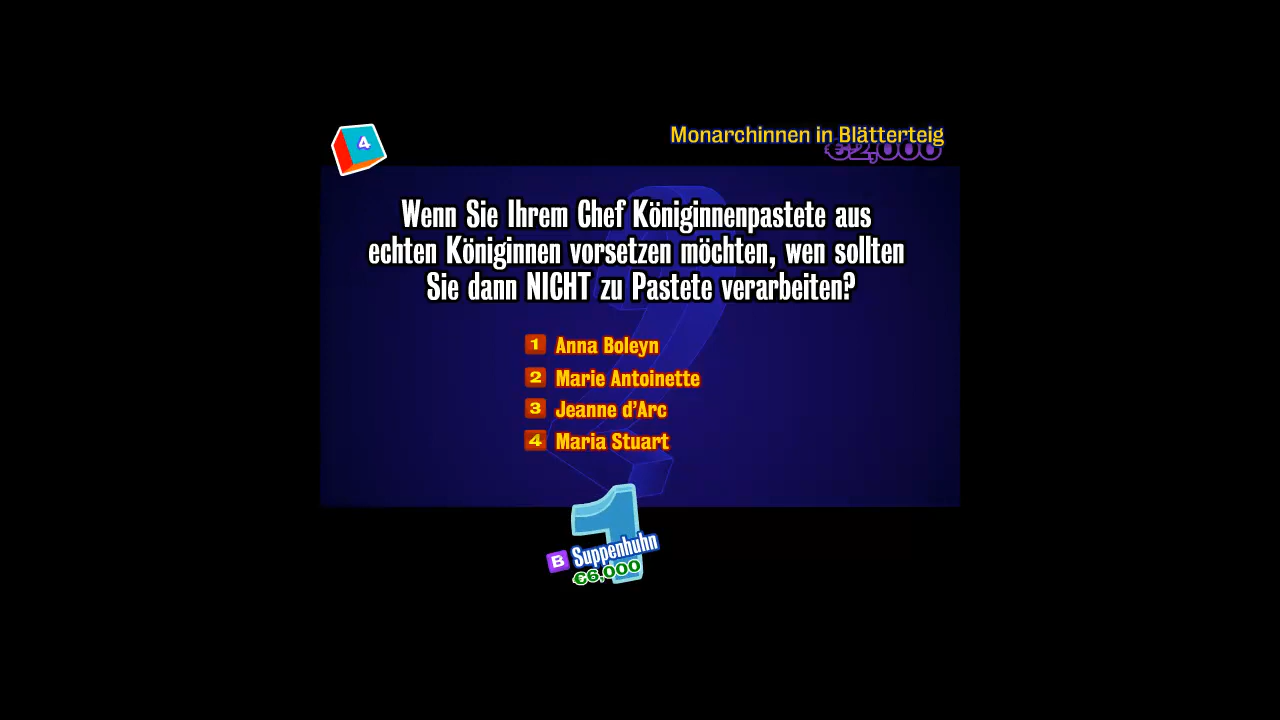 4
Monarchinnen in Blätterteig
€2,000
Wenn Sie Ihrem Chef Königinnenpastete aus
echten Königinnen vorsetzen möchten, wen sollten
Sie dann NICHT zu Pastete verarbeiten?
1 Anna Boleyn
2 Marie Antoinette
3 Jeanne d'Arc
4 Maria Stuart
1
B Suppenhuhn
€6,000